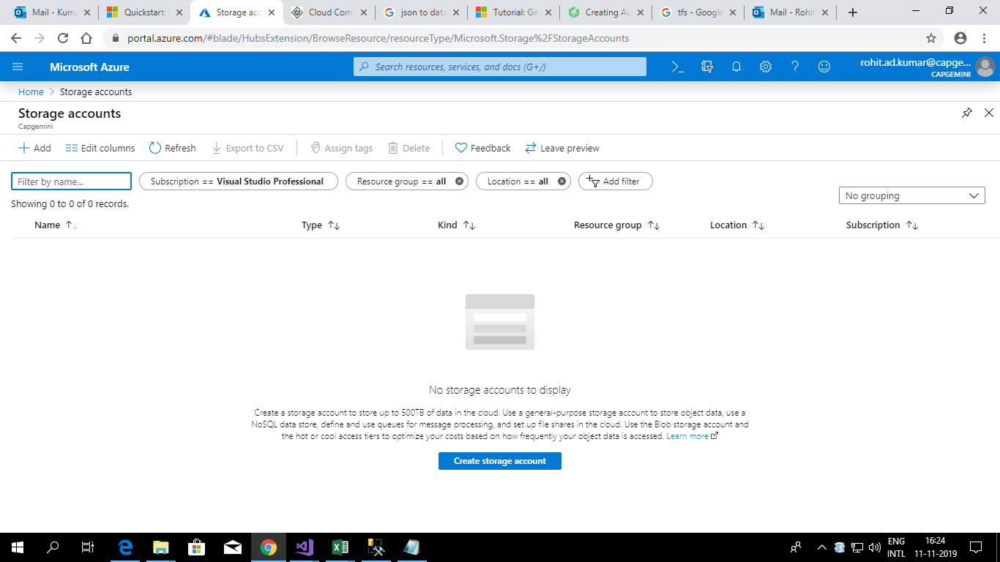 Mail - Kuma
Quickstart:
Storage acc
Cloud Comp
json to data
Tutorial: Ge
Creating Au
tfs - Google
Mail - Rohit
portal.azure.com/#blade/HubsExtension/BrowseResource/resourceType/Microsoft.Storage%2FStorageAccounts
Microsoft Azure
Search resources, services, and docs (G+/)
rohit.ad.kumar@capge...
CAPGEMINI
Home > Storage accounts
Storage accounts
Capgemini
Add
Edit columns
Refresh
Export to CSV
Assign tags
Delete
Feedback
Leave preview
Filter by name...
Subscription == Visual Studio Professional
Resource group == all
Location == all
Add filter
Showing 0 to 0 of 0 records.
No grouping
Name
Type
Kind
Resource group
Location
Subscription
No storage accounts to display
Create a storage account to store up to 500TB of data in the cloud. Use a general-purpose storage account to store object data, use a
NoSQL data store, define and use queues for message processing, and set up file shares in the cloud. Use the Blob storage account and
the hot or cool access tiers to optimize your costs based on how frequently your object data is accessed. Learn more
Create storage account
ENG
INTL
16:24
11-11-2019